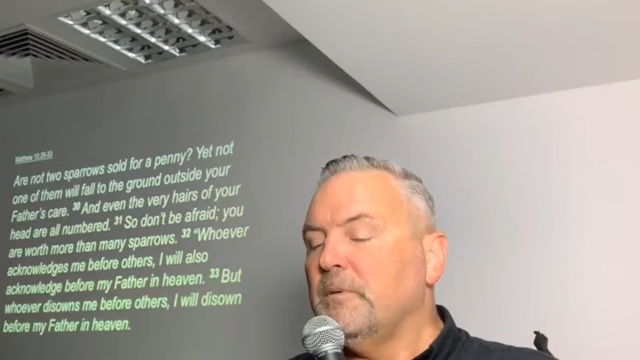 Matthew 10:29-33
Are not two sparrows sold for a penny? Yet not
one of them will fall to the ground outside your
Father's care. 30 And even the very hairs of your
head are all numbered. 31 So don't be afraid; you
are worth more than many sparrows. 32 “Whoever
acknowledges me before others, I will also
acknowledge before my Father in heaven. 33 But
whoever disowns me before others, I will disown
before my Father in heaven.